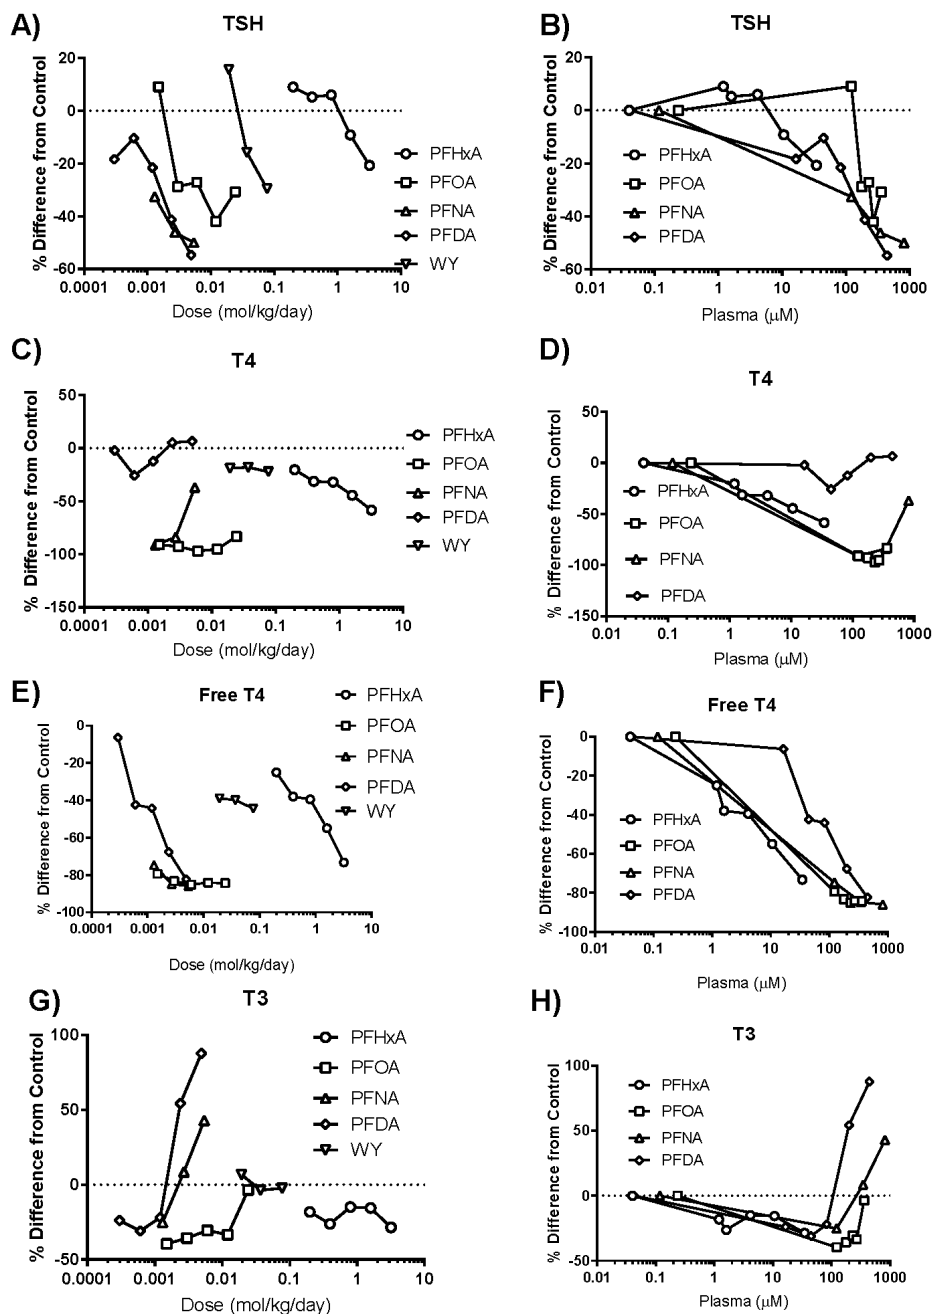 A)
TSH
% Difference from Control
20
0
-20
-40
-60
0.0001 0.001 0.01 0.1 1 10
Dose (mol/kg/day)
PFHxA
PFOA
PFNA
PFDA
WY
B)
TSH
% Difference from Control
20
0
-20
-40
-60
0.01 0.1 1 10 100 1000
Plasma (μM)
PFHxA
PFOA
PFNA
PFDA
C)
T4
% Difference from Control
50
0
-50
-100
-150
0.0001 0.001 0.01 0.1 1 10
Dose (mol/kg/day)
PFHxA
PFOA
PFNA
PFDA
WY
D)
T4
% Difference from Control
50
0
-50
-100
-150
0.01 0.1 1 10 100 1000
Plasma (μM)
PFHxA
PFOA
PFNA
PFDA
E)
Free T4
% Difference from Control
0
-20
-40
-60
-80
-100
0.0001 0.001 0.01 0.1 1 10
Dose (mol/kg/day)
PFHxA
PFOA
PFNA
PFDA
WY
F)
Free T4
% Difference from Control
0
-20
-40
-60
-80
-100
0.01 0.1 1 10 100 1000
Plasma (μM)
PFHxA
PFOA
PFNA
PFDA
G)
T3
% Difference from Control
100
50
0
-50
0.0001 0.001 0.01 0.1 1 10
Dose (mol/kg/day)
PFHxA
PFOA
PFNA
PFDA
WY
H)
T3
% Difference from Control
100
50
0
-50
0.01 0.1 1 10 100 1000
Plasma (μM)
PFHxA
PFOA
PFNA
PFDA